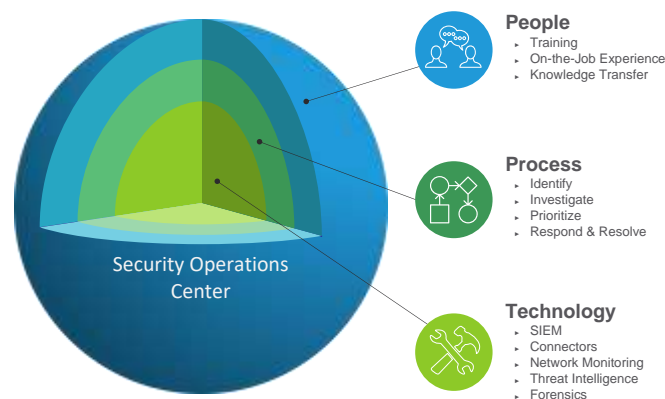 People
▸ Training
▸ On-the-Job Experience
▸ Knowledge Transfer
Process
▸ Identify
▸ Investigate
▸ Prioritize
▸ Respond & Resolve
Security Operations
Center
Technology
▸ SIEM
▸ Connectors
▸ Network Monitoring
▸ Threat Intelligence
▸ Forensics